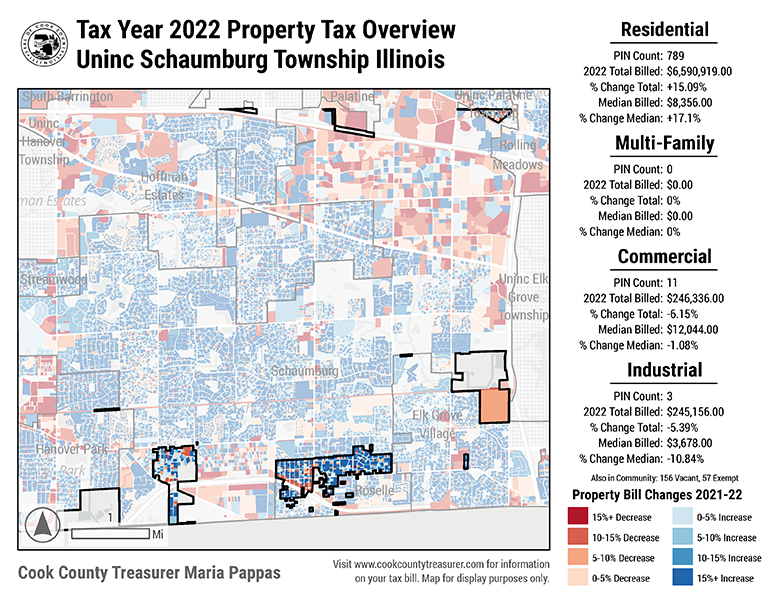 Tax Year 2022 Property Tax Overview
Uninc Schaumburg Township Illinois
South Barrington
Palatine
Uninc Palatine
Township
Uninc
Hanover
Township
Rolling
Meadows
Hoffman
Estates
man Estates
Streamwood
Uninc Elk
Grove
Township
Schaumburg
Elk Grove
Village
Hanover Park
Park
Roselle
1
Mi
Cook County Treasurer Maria Pappas
Visit www.cookcountytreasurer.com for information
on your tax bill. Map for display purposes only.
Residential
PIN Count: 789
2022 Total Billed: $6,590,919.00
% Change Total: +15.09%
Median Billed: $8,356.00
% Change Median: +17.1%
Multi-Family
PIN Count: 0
2022 Total Billed: $0.00
% Change Total: 0%
Median Billed: $0.00
% Change Median: 0%
Commercial
PIN Count: 11
2022 Total Billed: $246,336.00
% Change Total: -6.15%
Median Billed: $12,044.00
% Change Median: -1.08%
Industrial
PIN Count: 3
2022 Total Billed: $245,156.00
% Change Total: -5.39%
Median Billed: $3,678.00
% Change Median: -10.84%
Also in Community: 156 Vacant, 57 Exempt
Property Bill Changes 2021-22
15%+ Decrease
0-5% Increase
10-15% Decrease
5-10% Increase
5-10% Decrease
10-15% Increase
0-5% Decrease
15%+ Increase